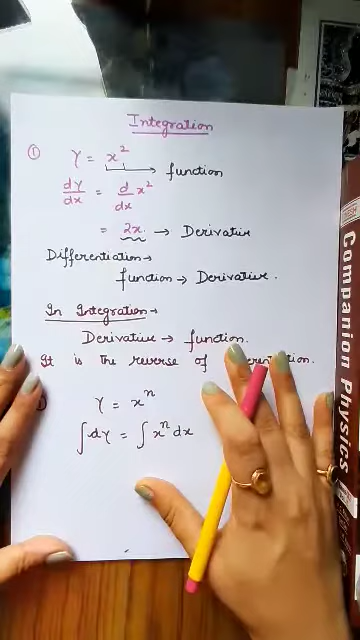 Integration
① Y = x²
function
dy/dx = d/dx x²
= 2x. → Derivative
Differentiation →
function → Derivative.
In Integration →
Derivative → function.
It is the reverse of
Y = xⁿ
∫dy = ∫xⁿ dx
Companion Physics